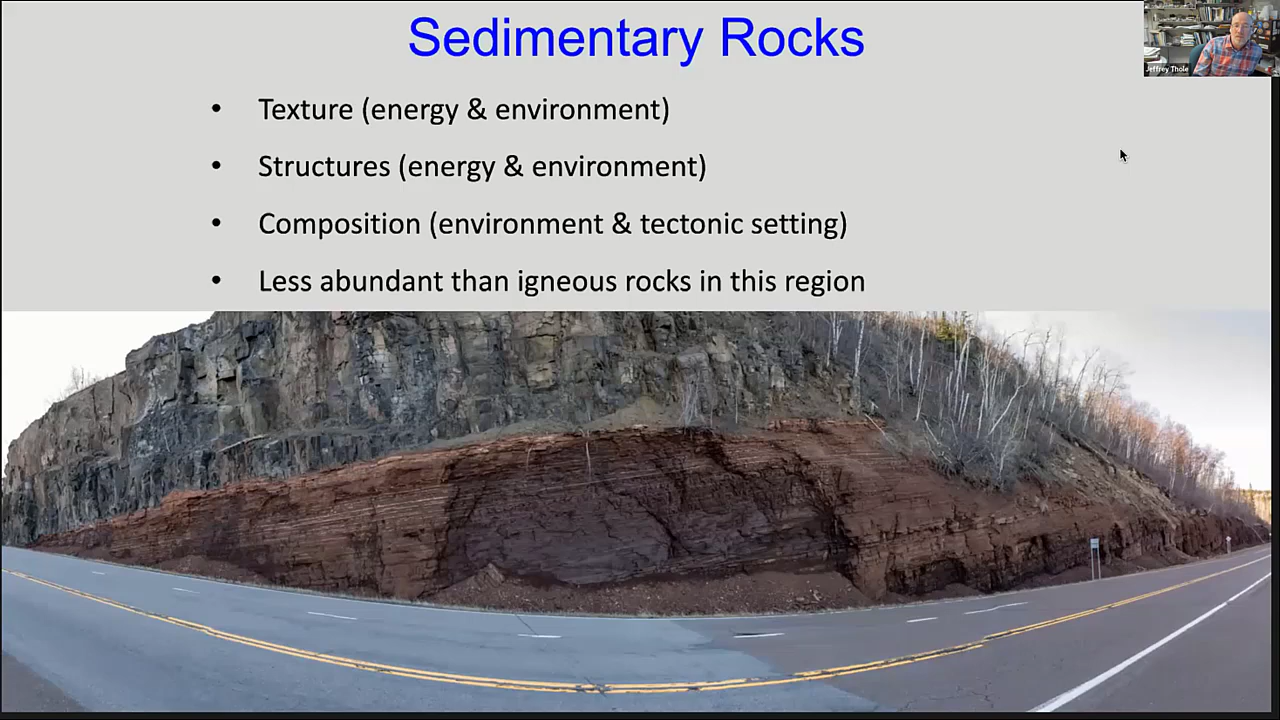 Sedimentary Rocks
Jeffrey Thole
• Texture (energy & environment)
• Structures (energy & environment)
• Composition (environment & tectonic setting)
• Less abundant than igneous rocks in this region